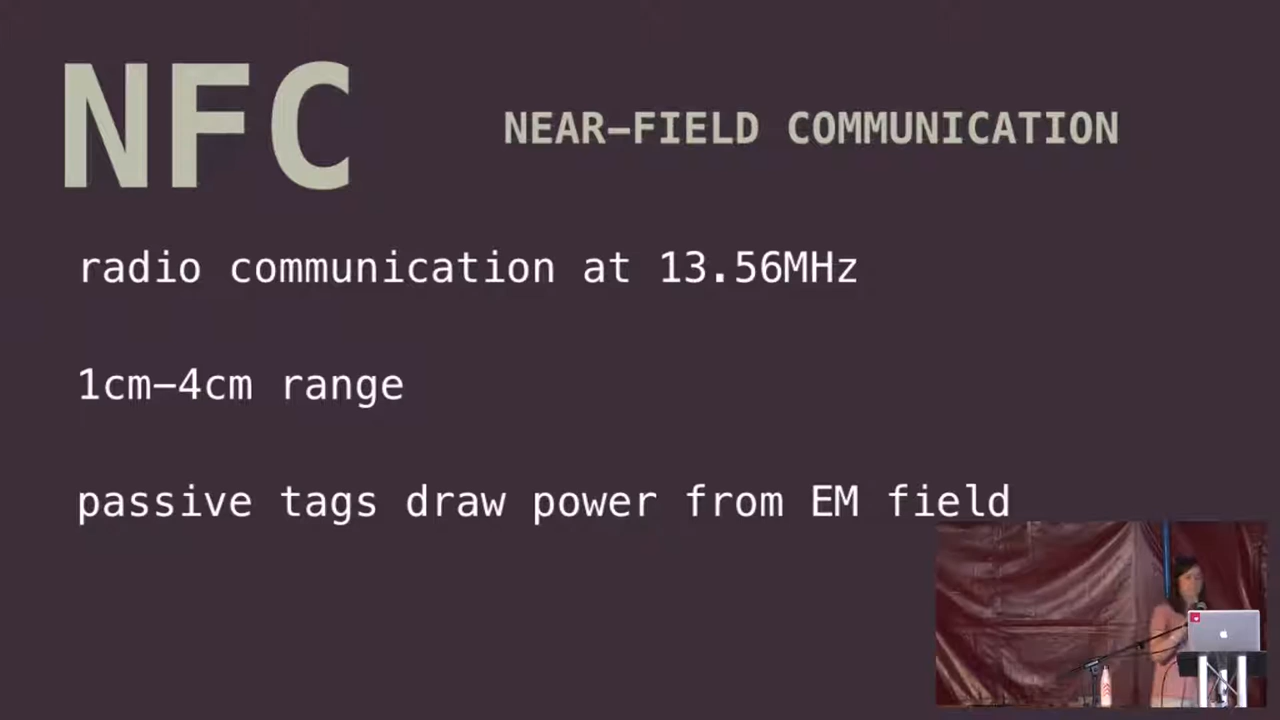 NFC
NEAR-FIELD COMMUNICATION
radio communication at 13.56MHz
1cm-4cm range
passive tags draw power from EM field